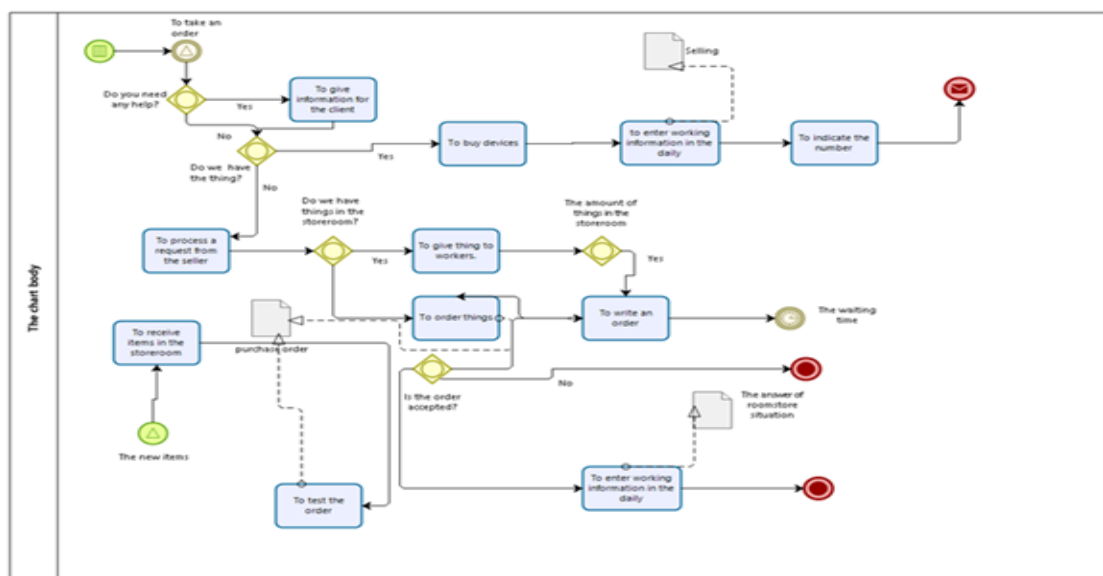 The chart body
To take an
order
Do you need
any help?
Yes
To give
information for
the client
No
Do we have
the thing?
Yes
No
To buy devices
to enter working
information in the
daily
Selling
To indicate the
number
To process a
request from
the seller
Do we have
things in the
storeroom?
Yes
To give thing to
workers.
The amount of
things in the
storeroom
Yes
To order things
To write an
order
The waiting
time
To receive
items in the
storeroom
purchase order
Is the order
accepted?
No
The answer of
roomstore
situation
The new items
To test the
order
To enter working
information in the
daily